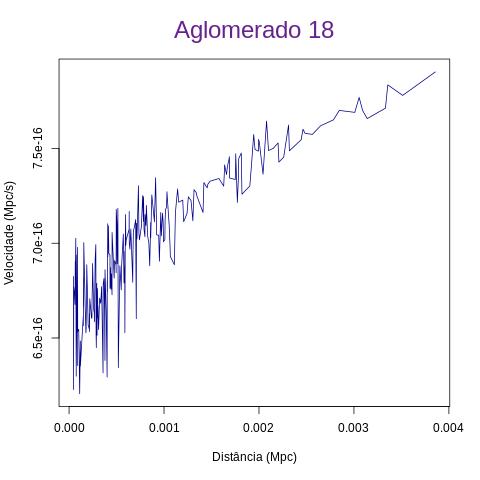 Aglomerado 18
Velocidade (Mpc/s)
7.5e-16
7.0e-16
6.5e-16
0.000 0.001 0.002 0.003 0.004
Distância (Mpc)